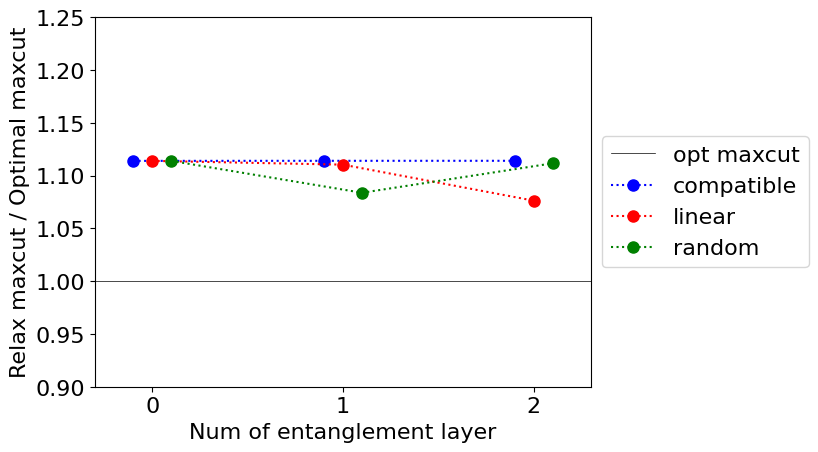 Relax maxcut / Optimal maxcut
1.25
1.20
1.15
1.10
1.05
1.00
0.95
0.90
0
1
2
Num of entanglement layer
opt maxcut
compatible
linear
random